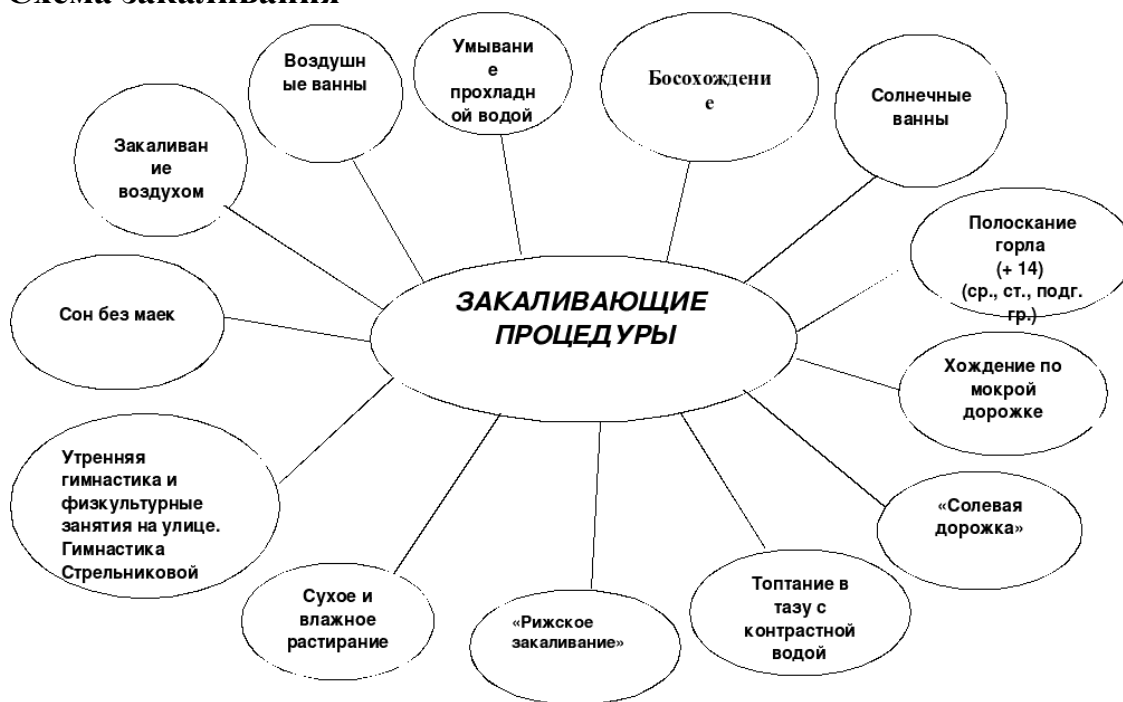 Схема закаливания
Воздушн
ые ванны
Умывани
е
прохладн
ой водой
Босохождени
е
Солнечные
ванны
Закаливан
ие
воздухом
Полоскание
горла
(+ 14)
(ср., ст., подг.
гр.)
Сон без маек
ЗАКАЛИВАЮЩИЕ
ПРОЦЕДУРЫ
Хождение по
мокрой
дорожке
Утренняя
гимнастика и
физкультурные
занятия на улице.
Гимнастика
Стрельниковой
«Солевая
дорожка»
Сухое и
влажное
растирание
«Рижское
закаливание»
Топтание в
тазу с
контрастной
водой